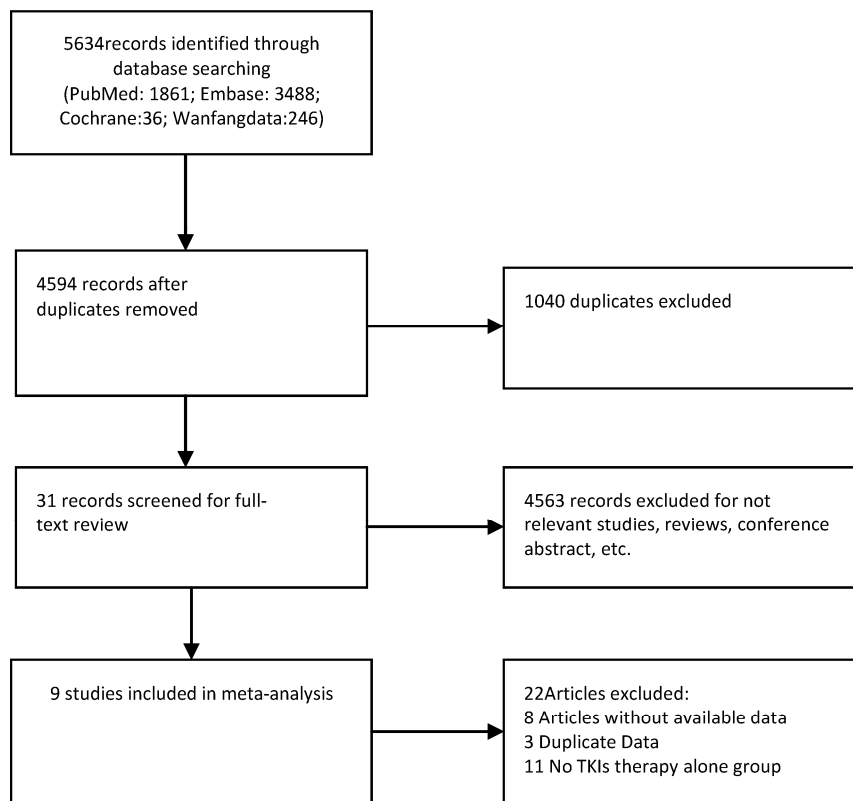 5634records identified through
database searching
(PubMed: 1861; Embase: 3488;
Cochrane:36; Wanfangdata:246)
4594 records after
duplicates removed
1040 duplicates excluded
31 records screened for full-
text review
4563 records excluded for not
relevant studies, reviews, conference
abstract, etc.
9 studies included in meta-analysis
22Articles excluded:
8 Articles without available data
3 Duplicate Data
11 No TKIs therapy alone group